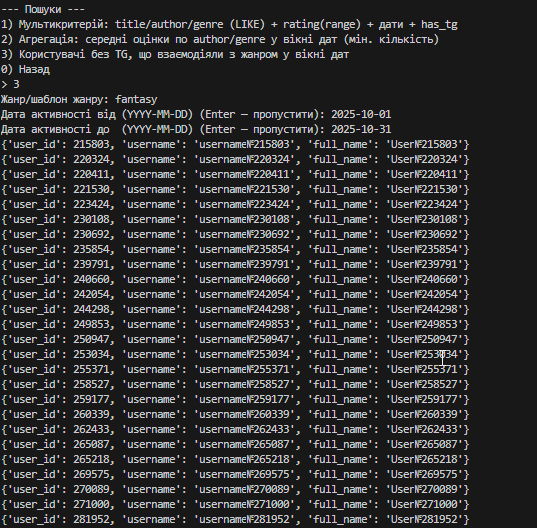 --- Пошуки ---
1) Мультикритерій: title/author/genre (LIKE) + rating(range) + дати + has_tg
2) Агрегація: середні оцінки по author/genre у вікні дат (мін. кількість)
3) Користувачі без TG, що взаємодіяли з жанром у вікні дат
0) Назад
> 3
Жанр/шаблон жанру: fantasy
Дата активності від (YYYY-MM-DD) (Enter — пропустити): 2025-10-01
Дата активності до  (YYYY-MM-DD) (Enter — пропустити): 2025-10-31
{'user_id': 215803, 'username': 'username№215803', 'full_name': 'User№215803'}
{'user_id': 220324, 'username': 'username№220324', 'full_name': 'User№220324'}
{'user_id': 220411, 'username': 'username№220411', 'full_name': 'User№220411'}
{'user_id': 221530, 'username': 'username№221530', 'full_name': 'User№221530'}
{'user_id': 223424, 'username': 'username№223424', 'full_name': 'User№223424'}
{'user_id': 230108, 'username': 'username№230108', 'full_name': 'User№230108'}
{'user_id': 230692, 'username': 'username№230692', 'full_name': 'User№230692'}
{'user_id': 235854, 'username': 'username№235854', 'full_name': 'User№235854'}
{'user_id': 239791, 'username': 'username№239791', 'full_name': 'User№239791'}
{'user_id': 240660, 'username': 'username№240660', 'full_name': 'User№240660'}
{'user_id': 242054, 'username': 'username№242054', 'full_name': 'User№242054'}
{'user_id': 244298, 'username': 'username№244298', 'full_name': 'User№244298'}
{'user_id': 249853, 'username': 'username№249853', 'full_name': 'User№249853'}
{'user_id': 250947, 'username': 'username№250947', 'full_name': 'User№250947'}
{'user_id': 253034, 'username': 'username№253034', 'full_name': 'User№253034'}
{'user_id': 255371, 'username': 'username№255371', 'full_name': 'User№255371'}
{'user_id': 258527, 'username': 'username№258527', 'full_name': 'User№258527'}
{'user_id': 259177, 'username': 'username№259177', 'full_name': 'User№259177'}
{'user_id': 260339, 'username': 'username№260339', 'full_name': 'User№260339'}
{'user_id': 262433, 'username': 'username№262433', 'full_name': 'User№262433'}
{'user_id': 265087, 'username': 'username№265087', 'full_name': 'User№265087'}
{'user_id': 265218, 'username': 'username№265218', 'full_name': 'User№265218'}
{'user_id': 269575, 'username': 'username№269575', 'full_name': 'User№269575'}
{'user_id': 270089, 'username': 'username№270089', 'full_name': 'User№270089'}
{'user_id': 271000, 'username': 'username№271000', 'full_name': 'User№271000'}
{'user_id': 281952, 'username': 'username№281952', 'full_name': 'User№281952'}